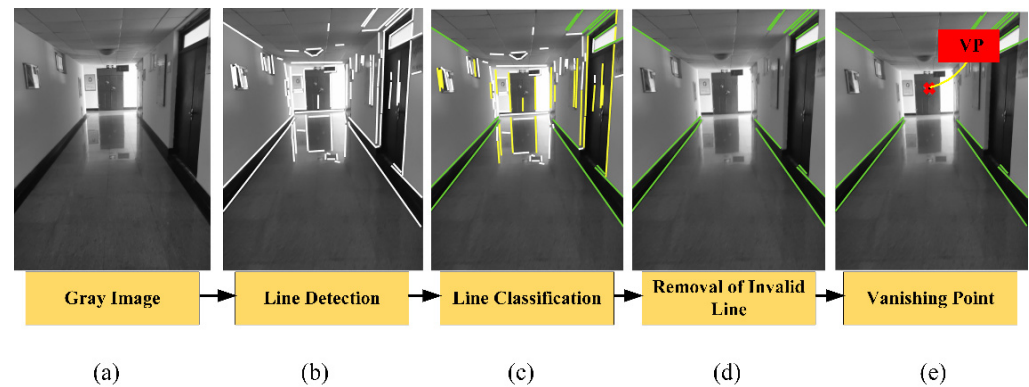 VP
Gray Image
Line Detection
Line Classification
Removal of Invalid
Line
Vanishing Point
(a)
(b)
(c)
(d)
(e)